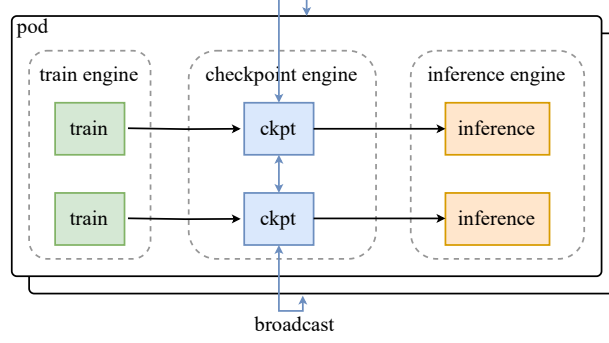 pod
train engine
checkpoint engine
inference engine
train
ckpt
inference
train
ckpt
inference
broadcast